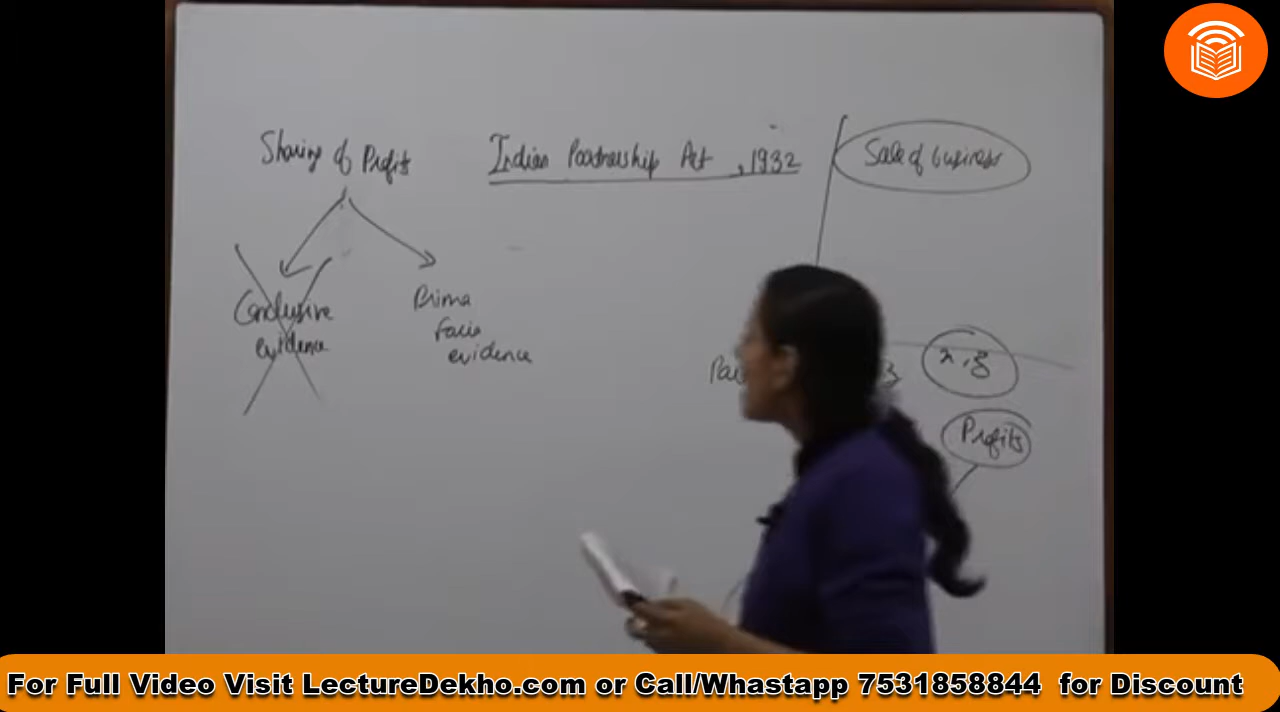 Sharing of Profit
Indian Partnership Act, 1932
Sale of business
Conclusive
evidence
Prima
facie
evidence
x, z
Profits
For Full Video Visit LectureDekho.com or Call/Whastapp 7531858844 for Discount